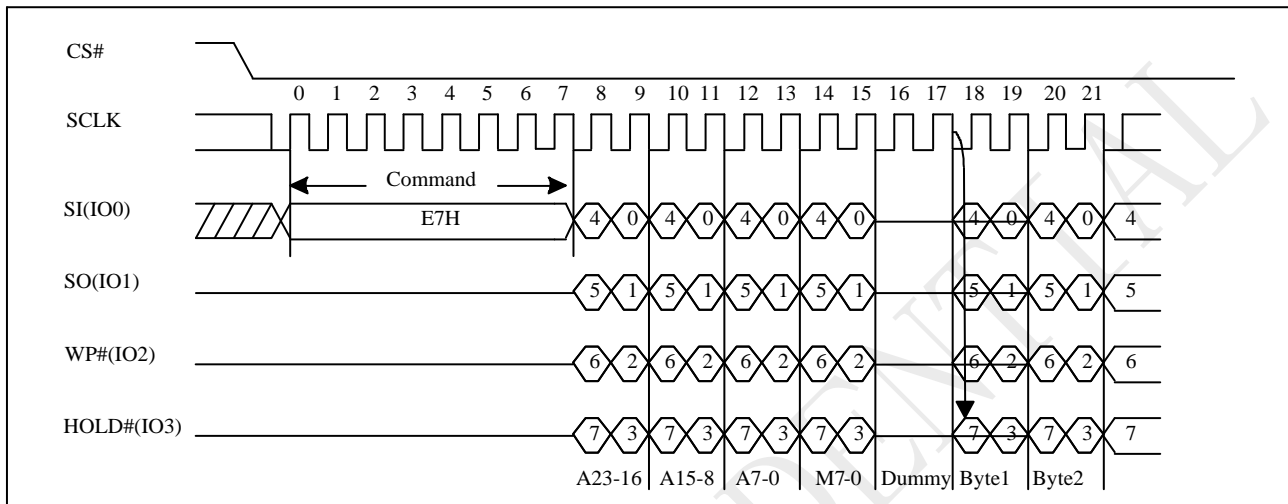 CS#
0 1 2 3 4 5 6 7 8 9 10 11 12 13 14 15 16 17 18 19 20 21
SCLK
Command
SI(IO0) E7H 4 0 4 0 4 0 4 0 4 0 4 0 4
SO(IO1) 5 1 5 1 5 1 5 1 5 1 5 1 5
WP#(IO2) 6 2 6 2 6 2 6 2 6 2 6 2 6
HOLD#(IO3) 7 3 7 3 7 3 7 3 7 3 7 3 7
A23-16 A15-8 A7-0 M7-0 Dummy Byte1 Byte2
DENTIAL